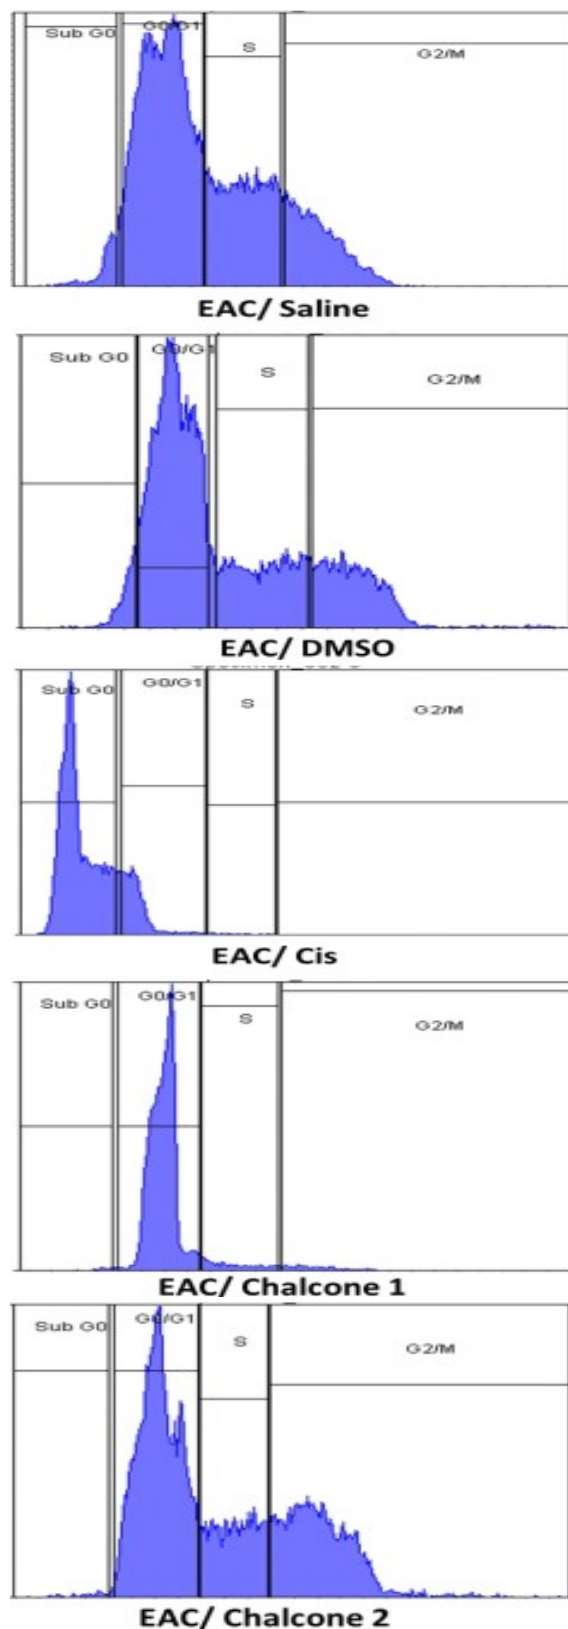 Sub G0 G0/G1 S G2/M
EAC/ Saline
Sub G0 G0/G1 S G2/M
EAC/ DMSO
Sub G0 G0/G1 S G2/M
EAC/ Cis
Sub G0 G0/G1 S G2/M
EAC/ Chalcone 1
Sub G0 G0/G1 S G2/M
EAC/ Chalcone 2